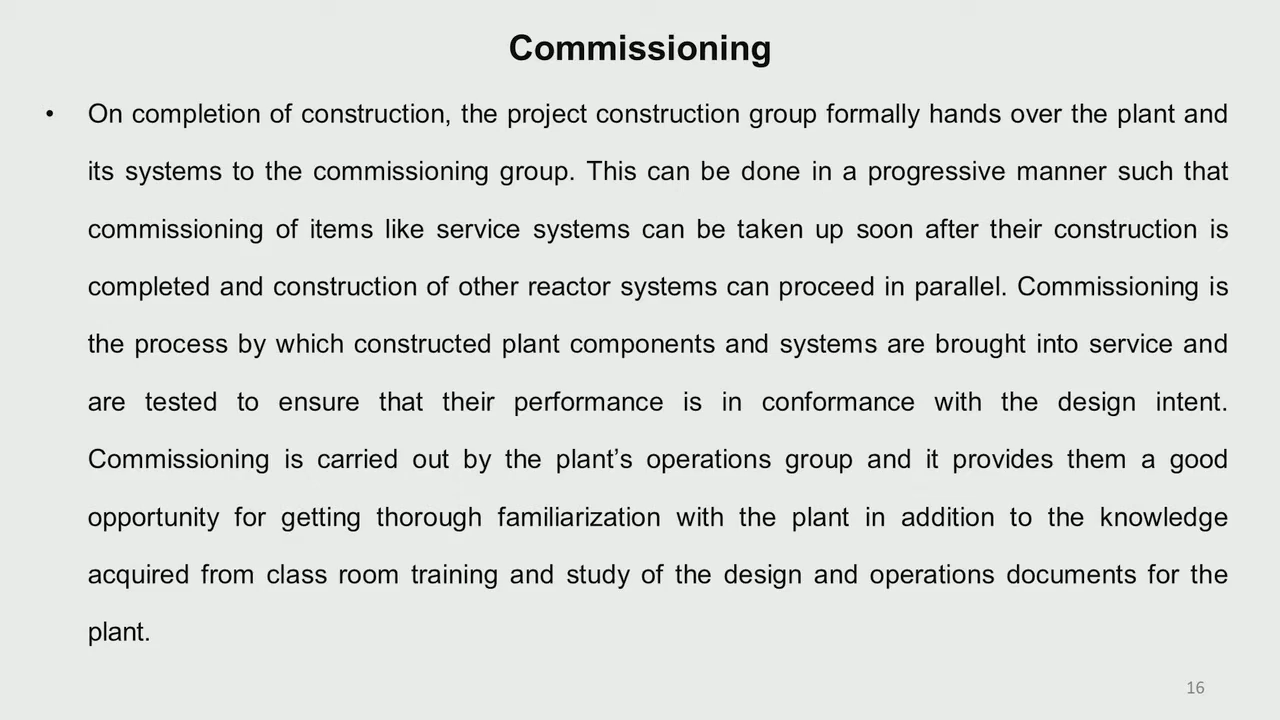 Commissioning
• On completion of construction, the project construction group formally hands over the plant and
its systems to the commissioning group. This can be done in a progressive manner such that
commissioning of items like service systems can be taken up soon after their construction is
completed and construction of other reactor systems can proceed in parallel. Commissioning is
the process by which constructed plant components and systems are brought into service and
are tested to ensure that their performance is in conformance with the design intent.
Commissioning is carried out by the plant’s operations group and it provides them a good
opportunity for getting thorough familiarization with the plant in addition to the knowledge
acquired from class room training and study of the design and operations documents for the
plant.
16